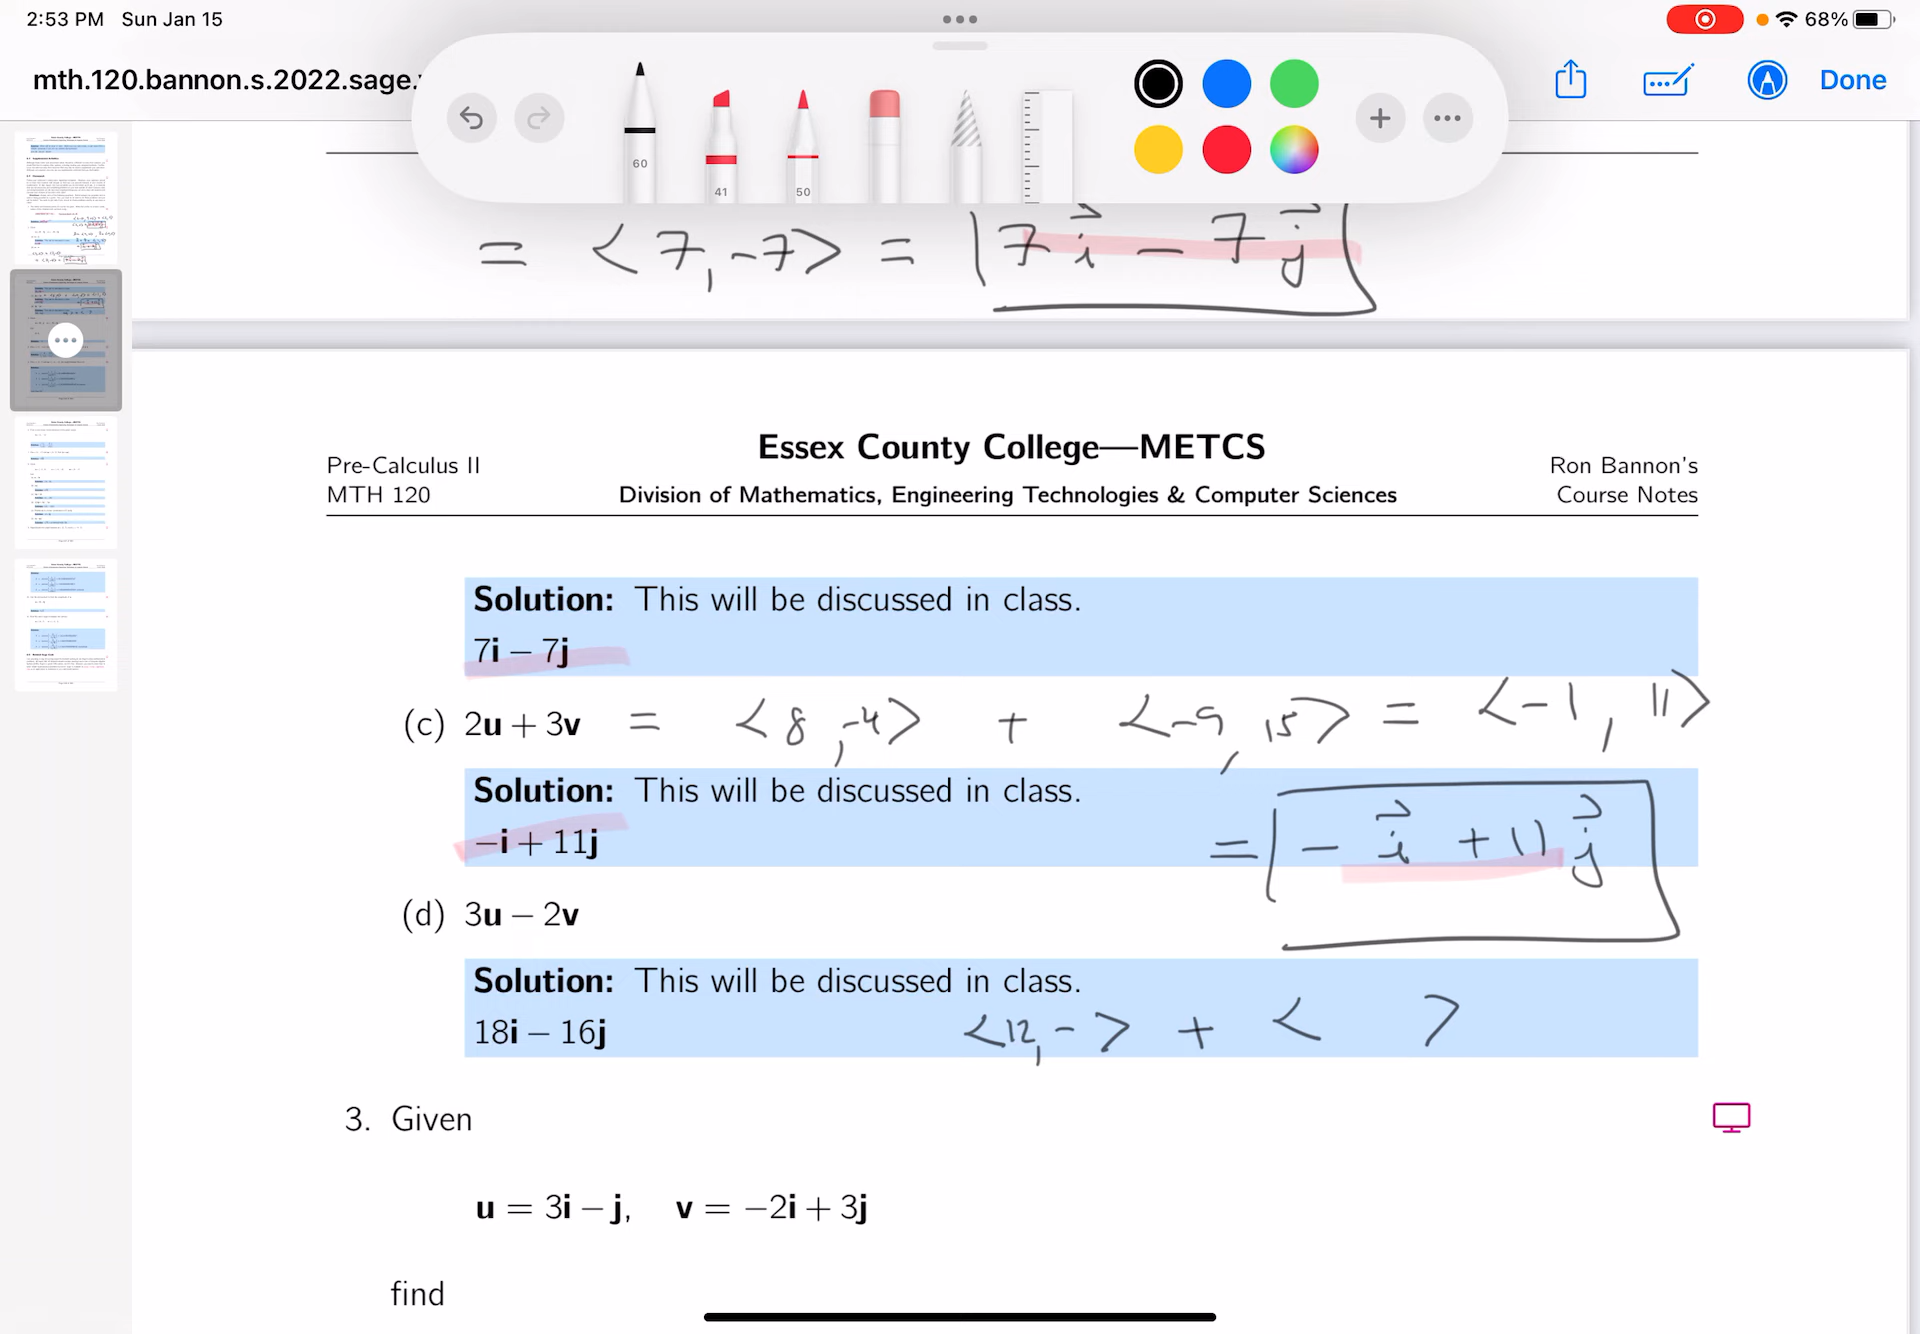 2:53 PM Sun Jan 15
68%
mth.120.bannon.s.2022.sage.
Done
60
41
50
= <7, -7> = 7i⃗ - 7j⃗
Pre-Calculus II
MTH 120
Essex County College—METCS
Division of Mathematics, Engineering Technologies & Computer Sciences
Ron Bannon's
Course Notes
Solution: This will be discussed in class.
7i − 7j
(c) 2u + 3v = <8, -4> + <-9, 15> = <-1, 11>
Solution: This will be discussed in class.
−i + 11j
= -i⃗ + 11j⃗
(d) 3u − 2v
Solution: This will be discussed in class.
18i − 16j
<12, - > + < >
3. Given
u = 3i − j, v = −2i + 3j
find